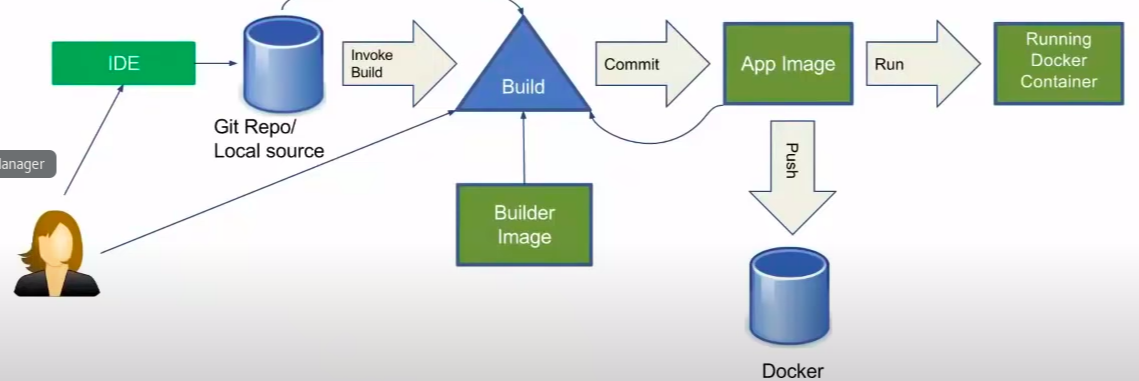 IDE
Git Repo/
Local source
Invoke
Build
Build
Commit
App Image
Run
Running
Docker
Container
Push
Builder
Image
Docker